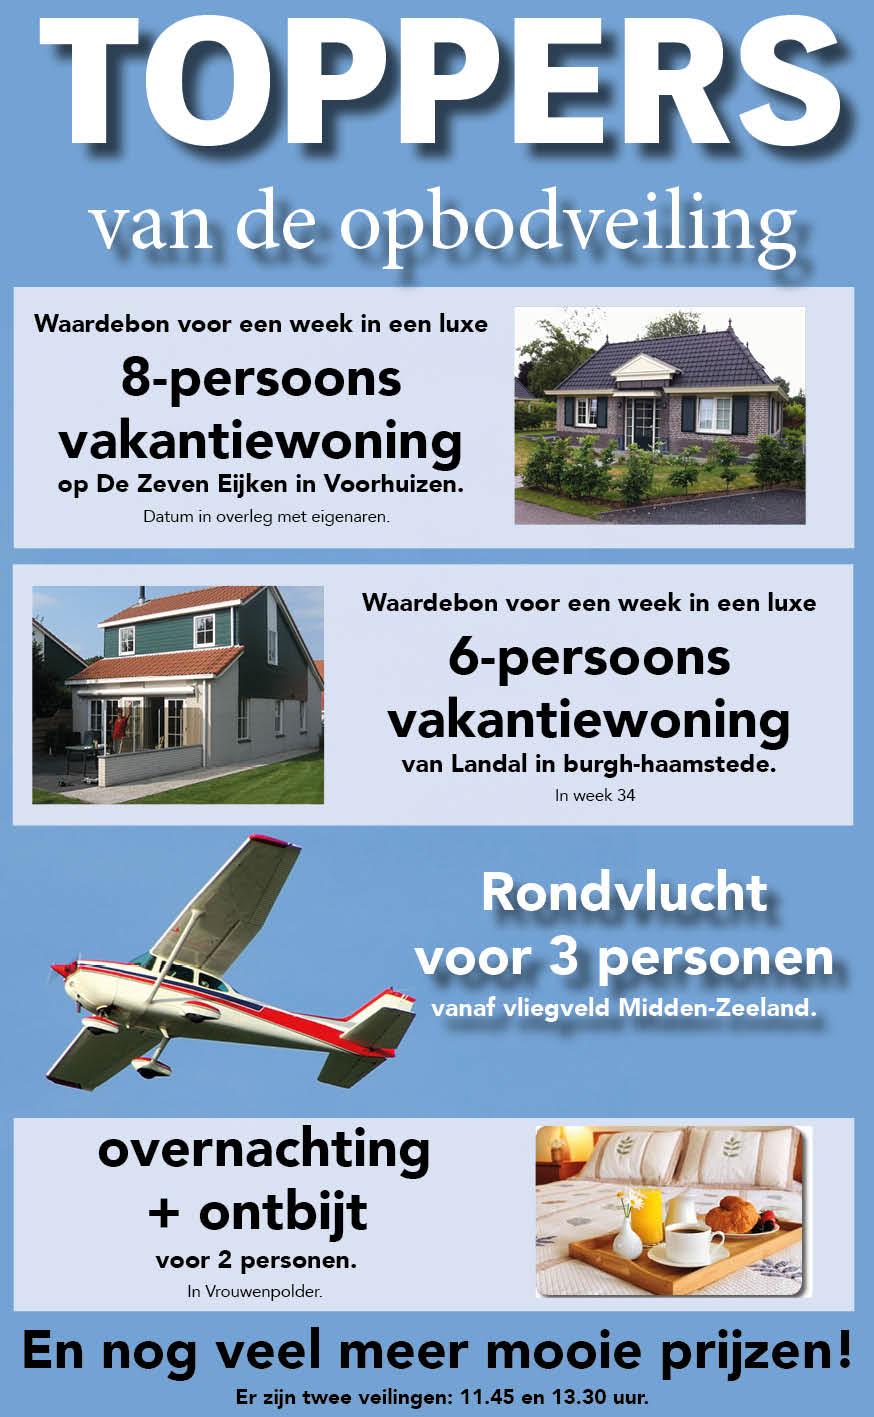 TOPPERS
van de opbodveiling
Waardebon voor een week in een luxe
8-persoons
vakantiewoning
op De Zeven Eijken in Voorhuizen.
Datum in overleg met eigenaren.
Waardebon voor een week in een luxe
6-persoons
vakantiewoning
van Landal in burgh-haamstede.
In week 34
Rondvlucht
voor 3 personen
vanaf vliegveld Midden-Zeeland.
overnachting
+ ontbijt
voor 2 personen.
In Vrouwenpolder.
En nog veel meer mooie prijzen!
Er zijn twee veilingen: 11.45 en 13.30 uur.